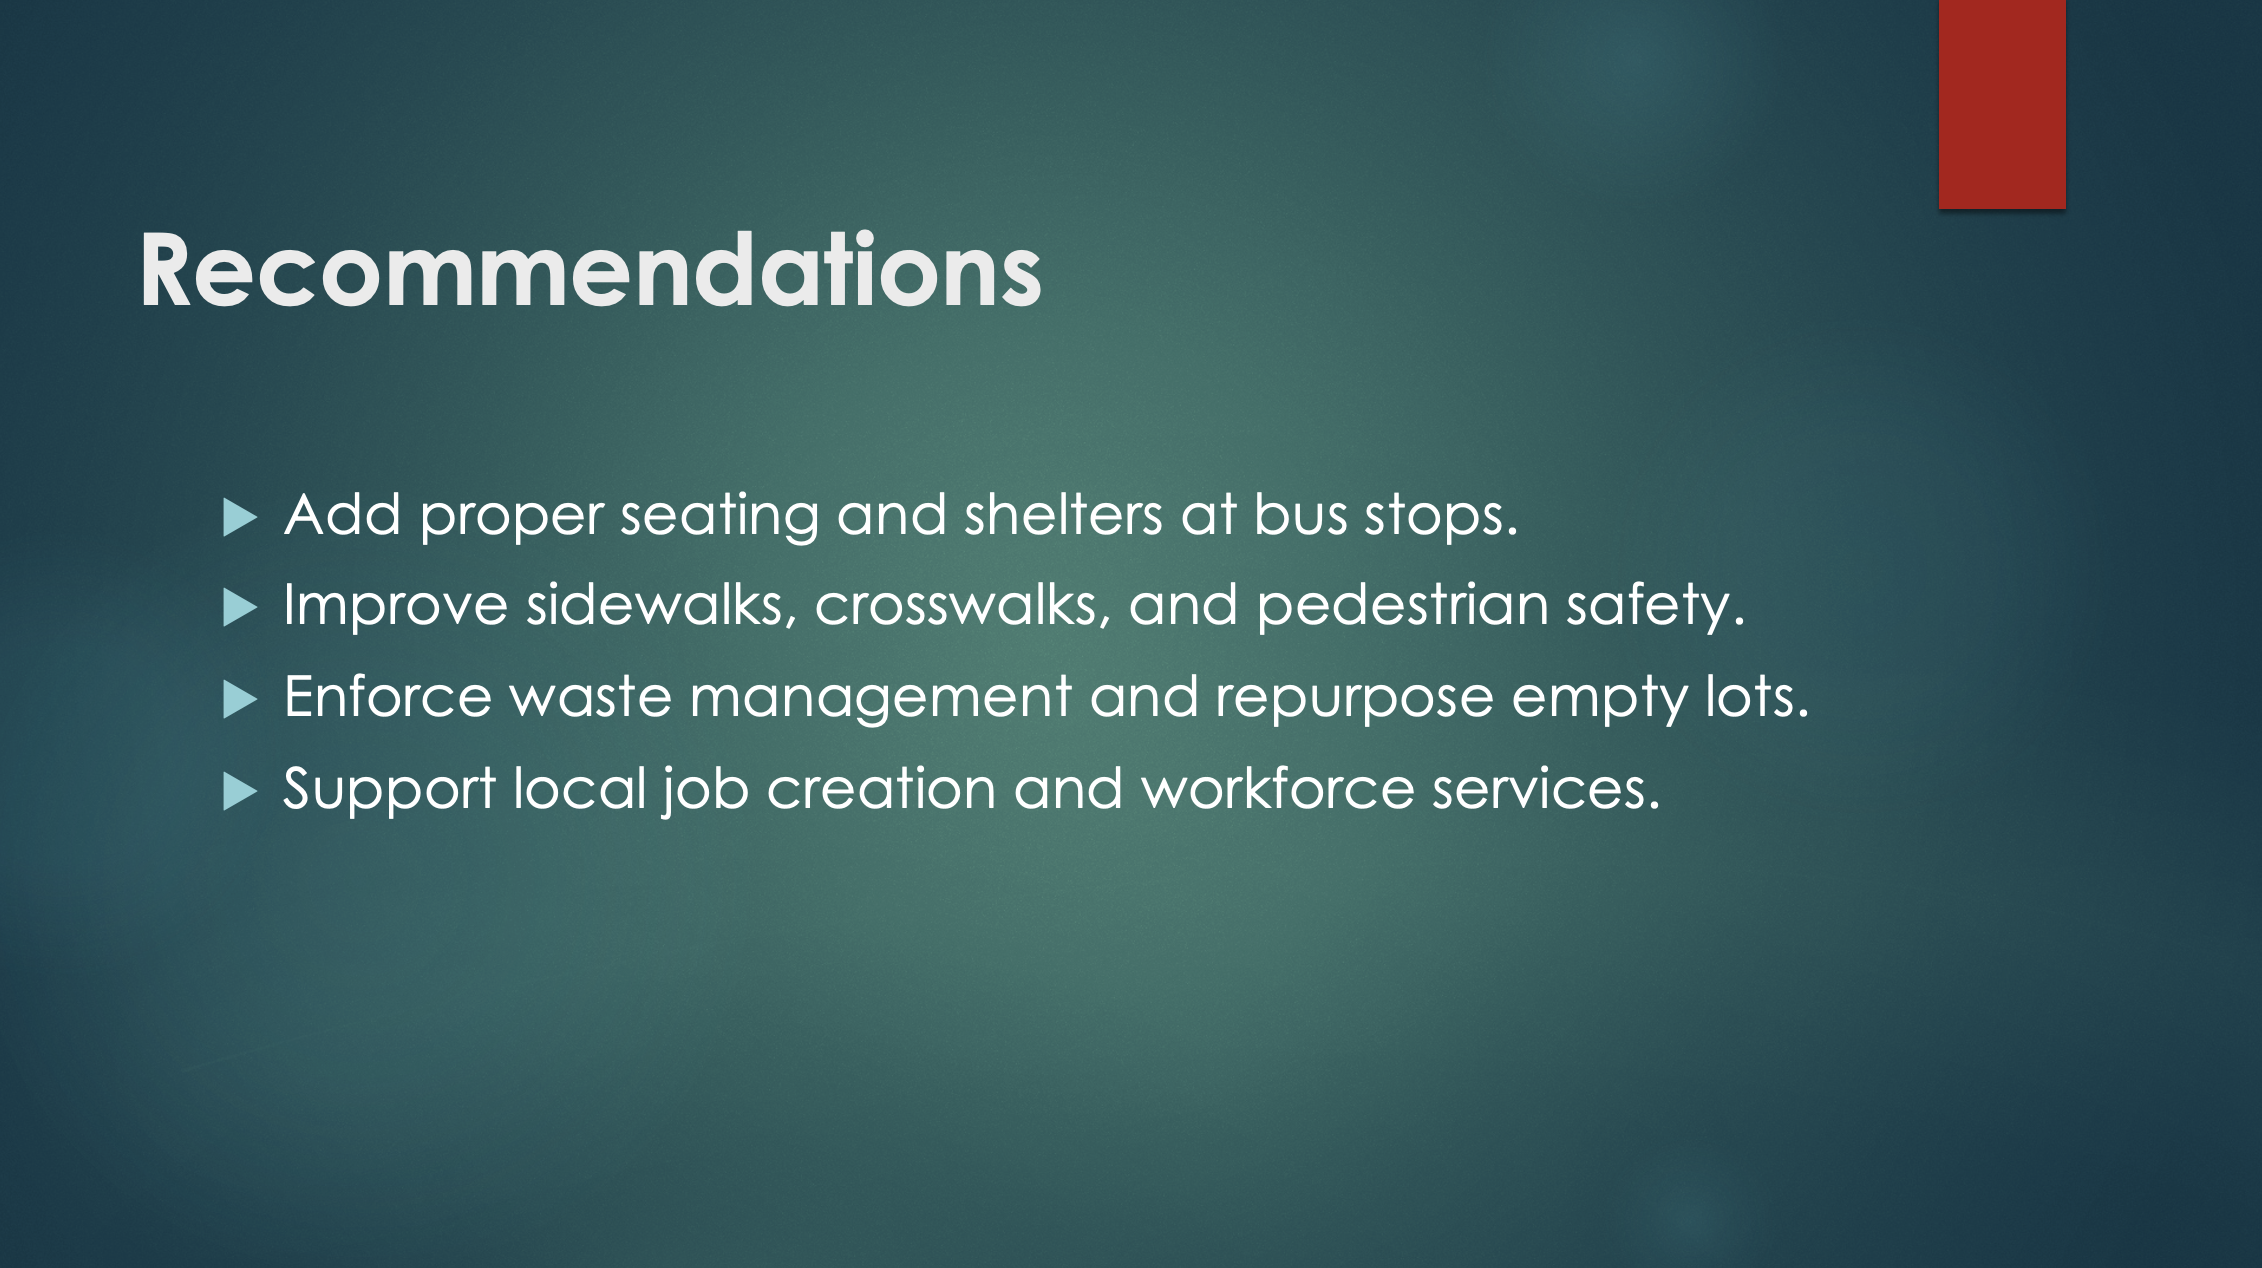 Recommendations
Add proper seating and shelters at bus stops.
Improve sidewalks, crosswalks, and pedestrian safety.
Enforce waste management and repurpose empty lots.
Support local job creation and workforce services.